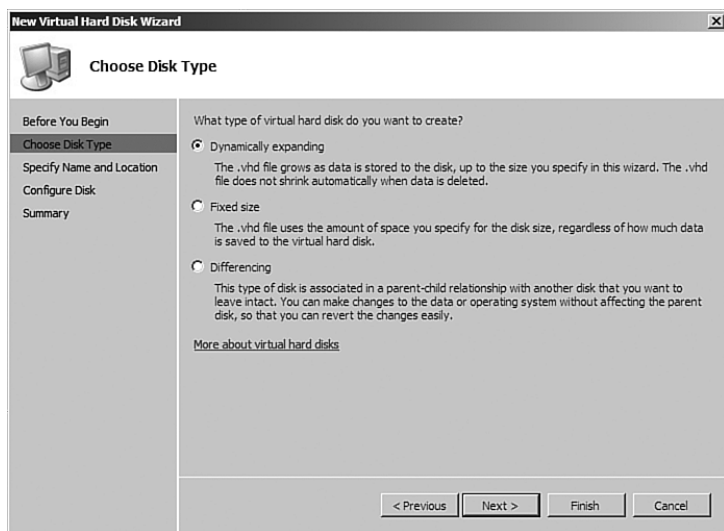 New Virtual Hard Disk Wizard
Choose Disk Type
Before You Begin
Choose Disk Type
Specify Name and Location
Configure Disk
Summary
What type of virtual hard disk do you want to create?
Dynamically expanding
The .vhd file grows as data is stored to the disk, up to the size you specify in this wizard. The .vhd
file does not shrink automatically when data is deleted.
Fixed size
The .vhd file uses the amount of space you specify for the disk size, regardless of how much data
is saved to the virtual hard disk.
Differencing
This type of disk is associated in a parent-child relationship with another disk that you want to
leave intact. You can make changes to the data or operating system without affecting the parent
disk, so that you can revert the changes easily.
More about virtual hard disks
< Previous
Next >
Finish
Cancel